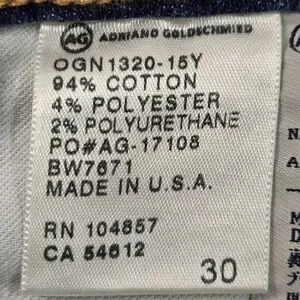 AG ADRIANO GOLDSCHMIED
OGN1320-15Y
94% COTTON
4% POLYESTER
2% POLYURETHANE
PO#AG-17108
BW7671
MADE IN U.S.A.
RN 104857
CA 54612
30